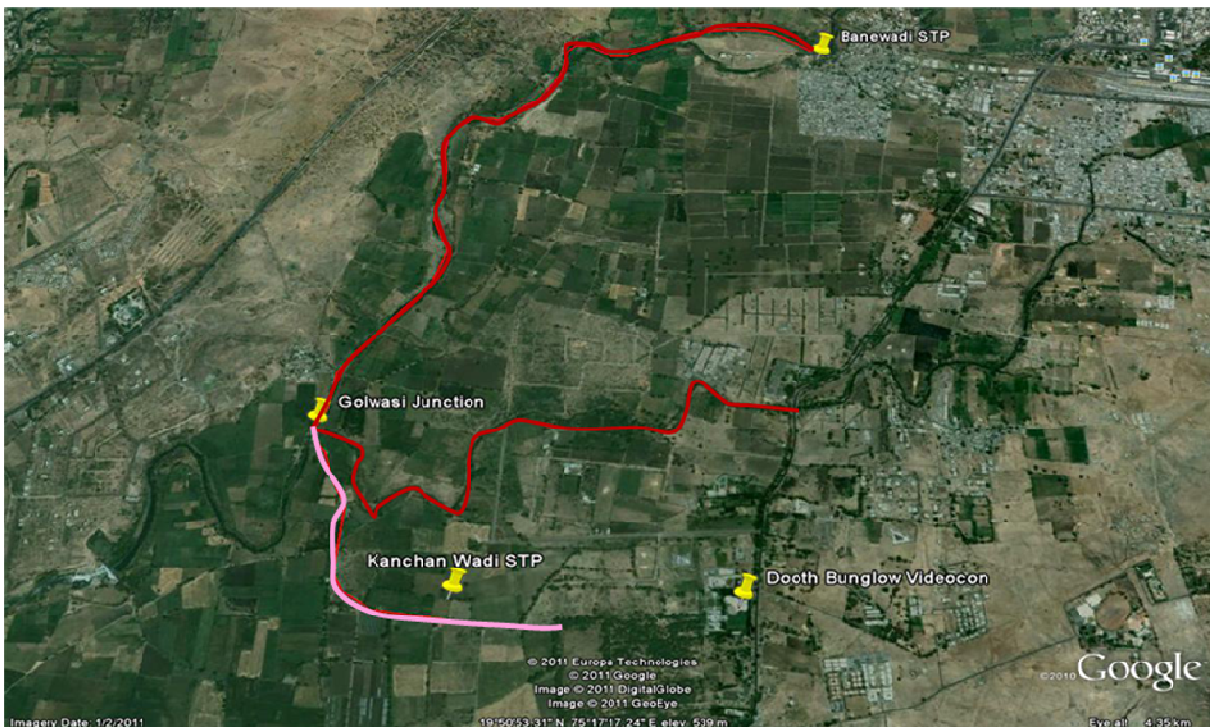 Banewadi STP
Golwasi Junction
Kanchan Wadi STP
Dooth Bunglow Videocon
© 2011 Europa Technologies
© 2011 Google
Image © 2011 DigitalGlobe
Image © 2011 GeoEye
©2010 Google
Imagery Date: 1/2/2011
19°50'53.31" N 75°17'17.24" E elev 539 m
Eye alt 4.35 km